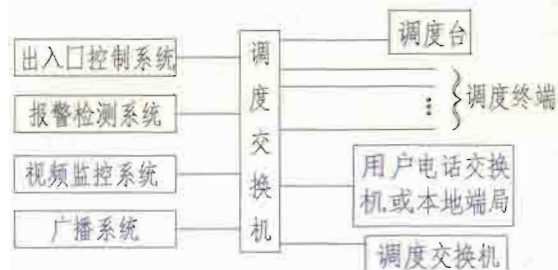 出入口控制系统
报警检测系统
视频监控系统
广播系统
调度交换机
调度台
调度终端
用户电话交换
机或本地端局
调度交换机